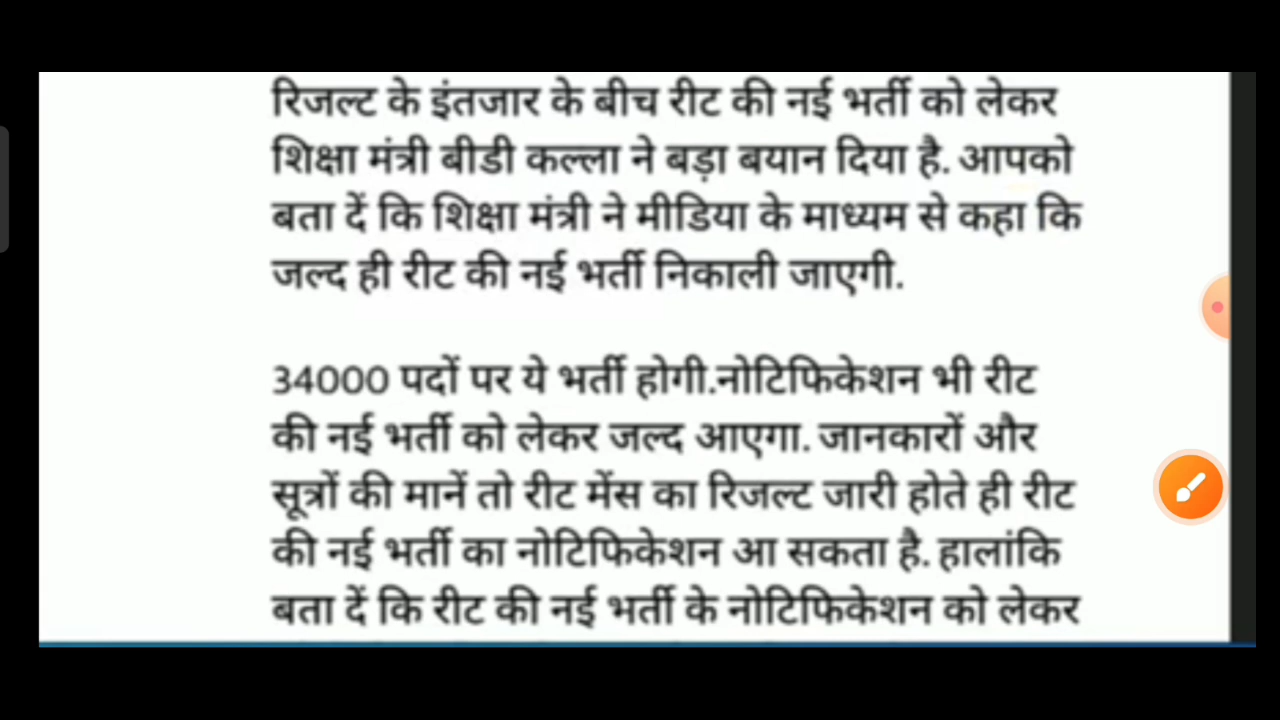 रिजल्ट के इंतजार के बीच रीट की नई भर्ती को लेकर
शिक्षा मंत्री बीडी कल्ला ने बड़ा बयान दिया है. आपको
बता दें कि शिक्षा मंत्री ने मीडिया के माध्यम से कहा कि
जल्द ही रीट की नई भर्ती निकाली जाएगी.
34000 पदों पर ये भर्ती होगी.नोटिफिकेशन भी रीट
की नई भर्ती को लेकर जल्द आएगा. जानकारों और
सूत्रों की मानें तो रीट मेंस का रिजल्ट जारी होते ही रीट
की नई भर्ती का नोटिफिकेशन आ सकता है. हालांकि
बता दें कि रीट की नई भर्ती के नोटिफिकेशन को लेकर